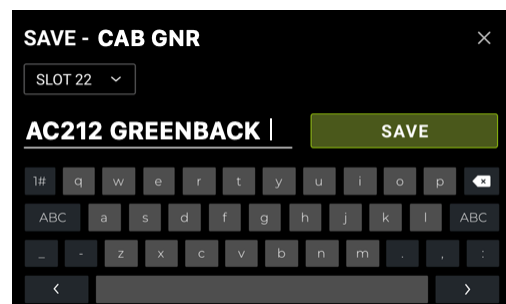 SAVE - CAB GNR ×
SLOT 22
AC212 GREENBACK
SAVE
1# q w e r t y u i o p
ABC a s d f g h j k l ABC
_ - z x c v b n m . , :
< >